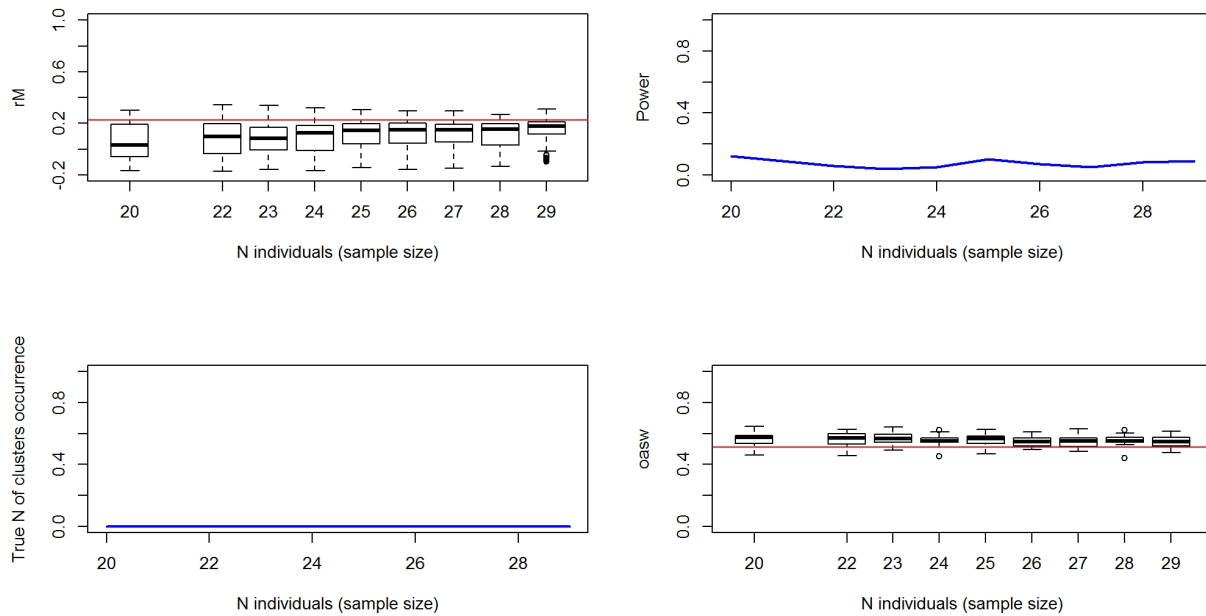 rM
1.0
0.6
0.2
-0.2
20 22 23 24 25 26 27 28 29
N individuals (sample size)
Power
0.8
0.4
0.0
20 22 24 26 28
N individuals (sample size)
True N of clusters occurrence
0.8
0.4
0.0
20 22 24 26 28
N individuals (sample size)
oasw
0.8
0.4
0.0
20 22 23 24 25 26 27 28 29
N individuals (sample size)